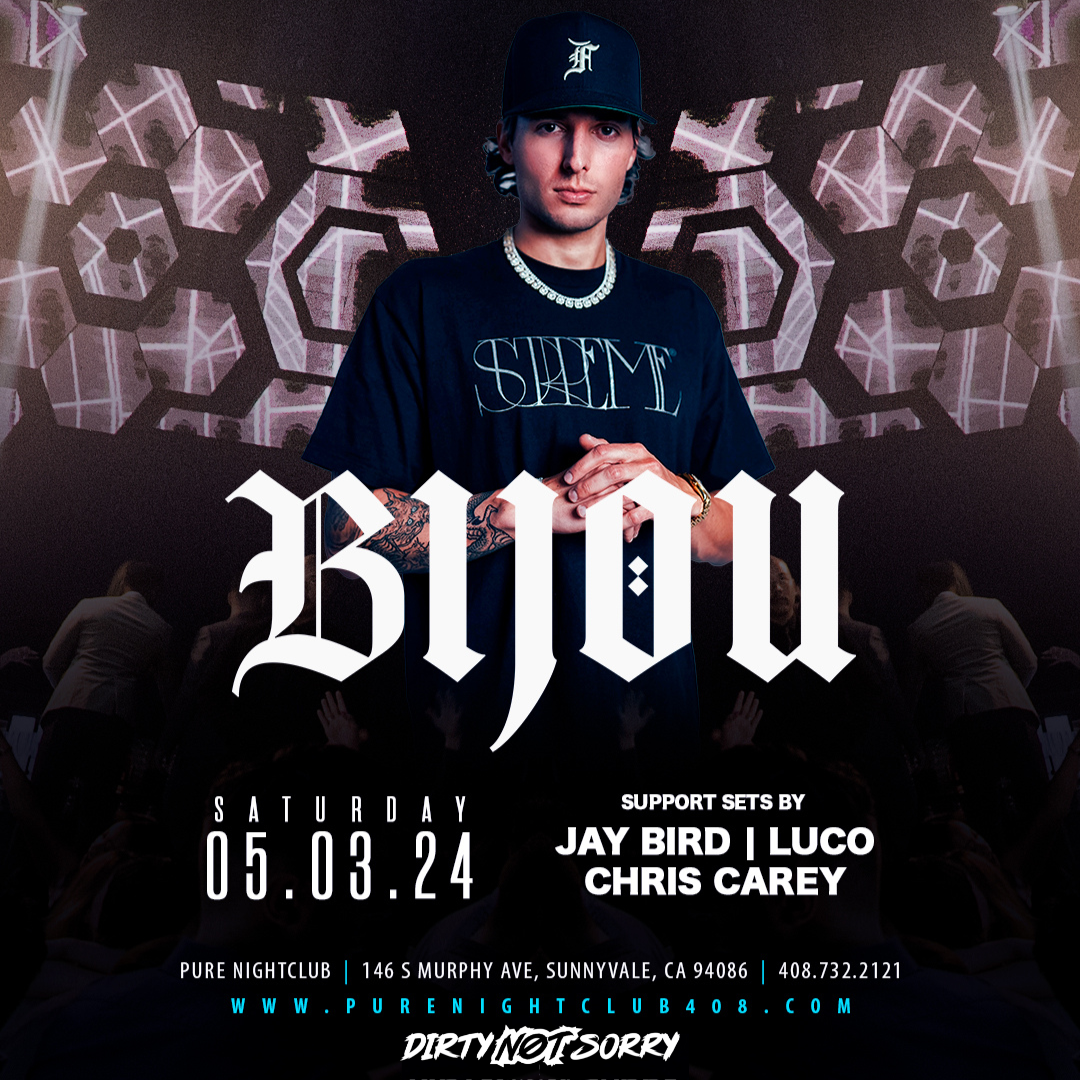 F
SUPREME
BIJOU
SATURDAY
05.03.24
SUPPORT SETS BY
JAY BIRD | LUCO
CHRIS CAREY
PURE NIGHTCLUB | 146 S MURPHY AVE, SUNNYVALE, CA 94086 | 408.732.2121
WWW.PURENIGHTCLUB408.COM
DIRTY NOT SORRY